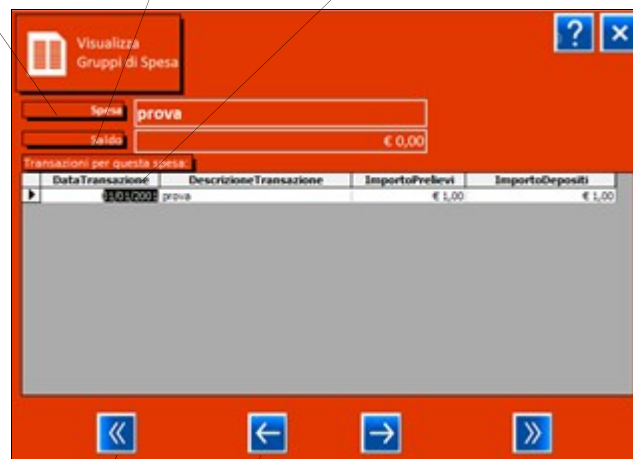 Visualizza
Gruppi di Spesa
?
×
Spesa prova
Saldo € 0,00
Transazioni per questa spesa:
DataTransazione DescrizioneTransazione ImportoPrelievi ImportoDepositi
01/01/2001 prova € 1,00 € 1,00